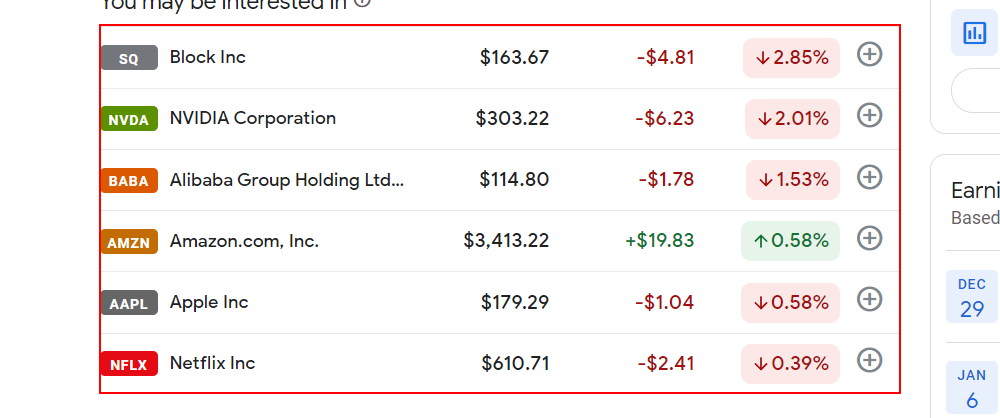 You may be interested in
SQ Block Inc $163.67 -$4.81 ↓2.85%
NVDA NVIDIA Corporation $303.22 -$6.23 ↓2.01%
BABA Alibaba Group Holding Ltd... $114.80 -$1.78 ↓1.53%
AMZN Amazon.com, Inc. $3,413.22 +$19.83 ↑0.58%
AAPL Apple Inc $179.29 -$1.04 ↓0.58%
NFLX Netflix Inc $610.71 -$2.41 ↓0.39%
Earni
Based
DEC
29
JAN
6